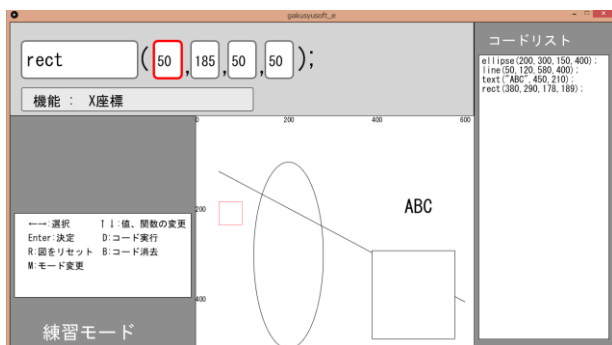 gakusyusoft_e
rect ( 50 , 185 , 50 , 50 );
機能 : X座標
コードリスト
ellipse(200, 300, 150, 400);
line(50, 120, 580, 400);
text("ABC", 450, 210);
rect(380, 290, 178, 189);
0 200 400 600
200
400
ABC
←→:選択 ↑↓:値、関数の変更
Enter:決定 D:コード実行
R:図をリセット B:コード消去
M:モード変更
練習モード